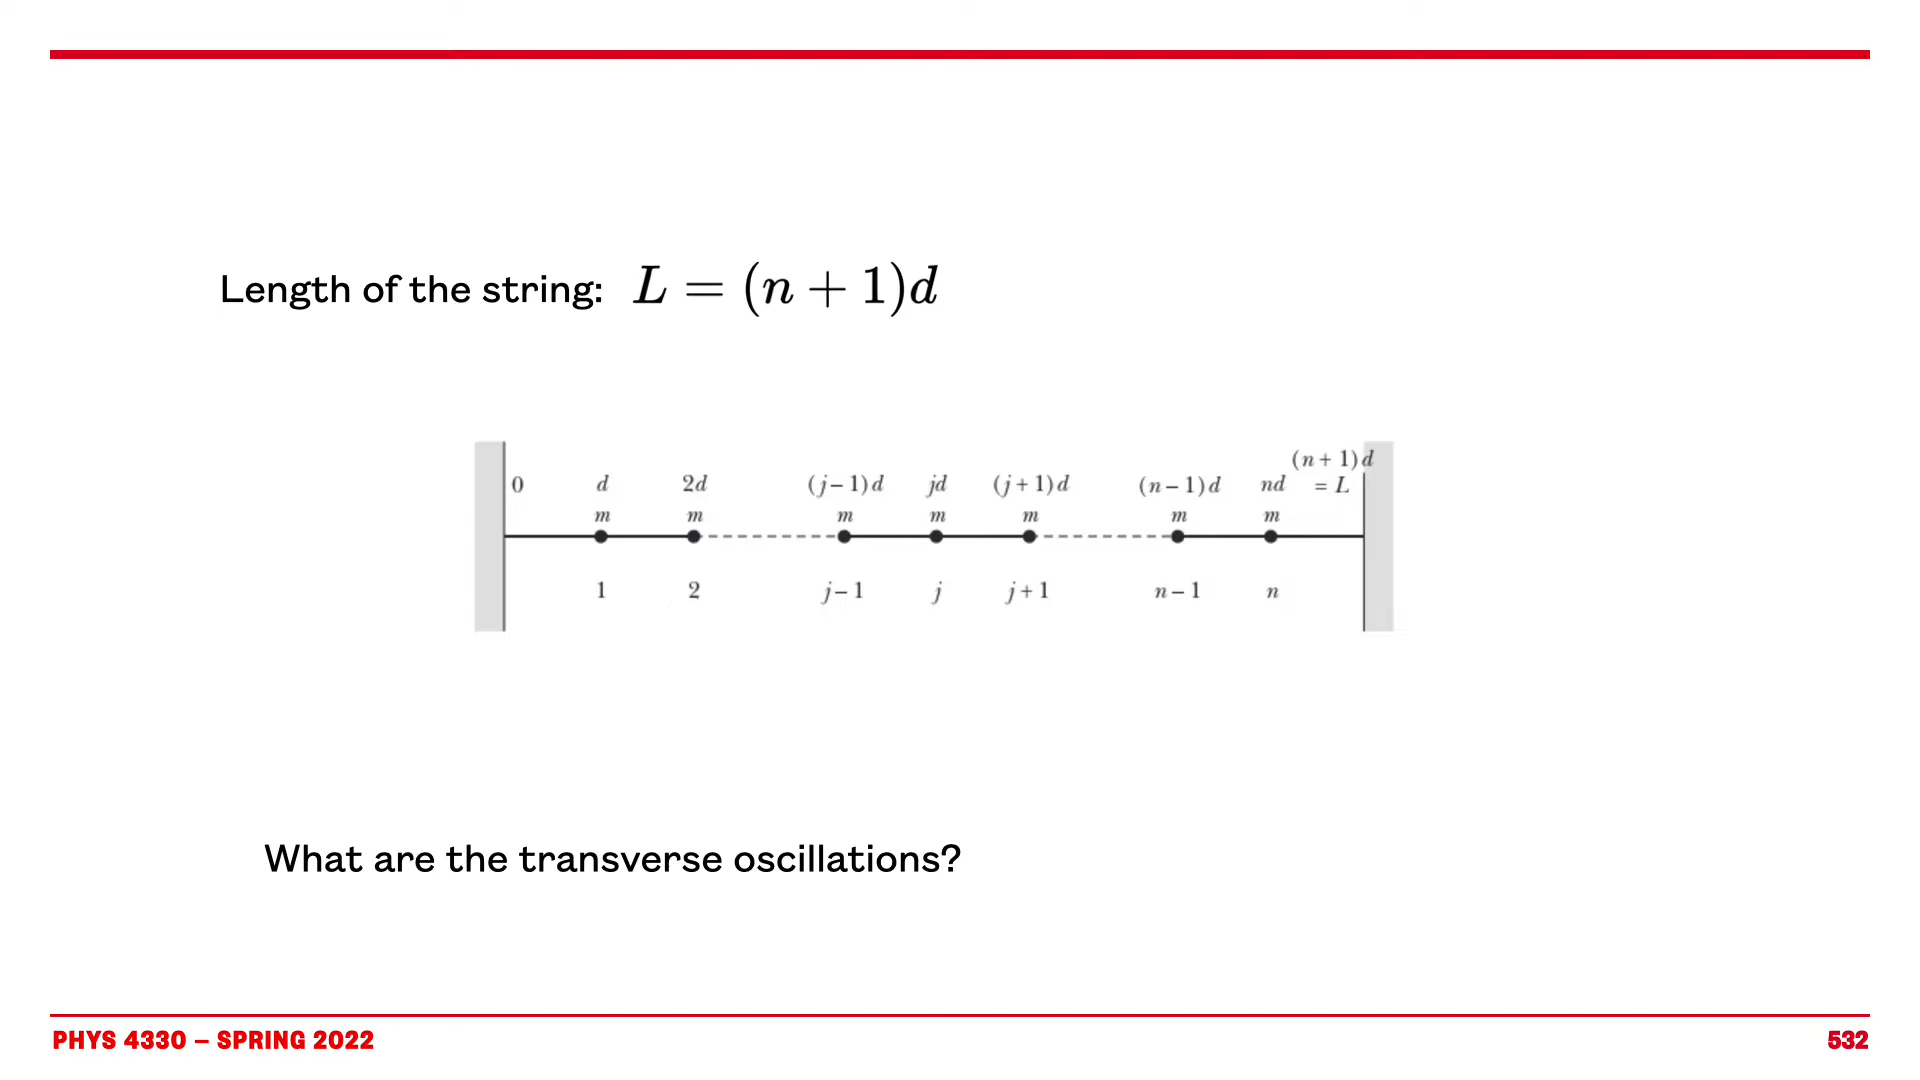 Length of the string: L = (n + 1)d
(n + 1)d
0 d 2d (j − 1)d jd (j + 1)d (n − 1)d nd = L
m m m m m m m
1 2 j − 1 j j + 1 n − 1 n
What are the transverse oscillations?
PHYS 4330 – SPRING 2022 532